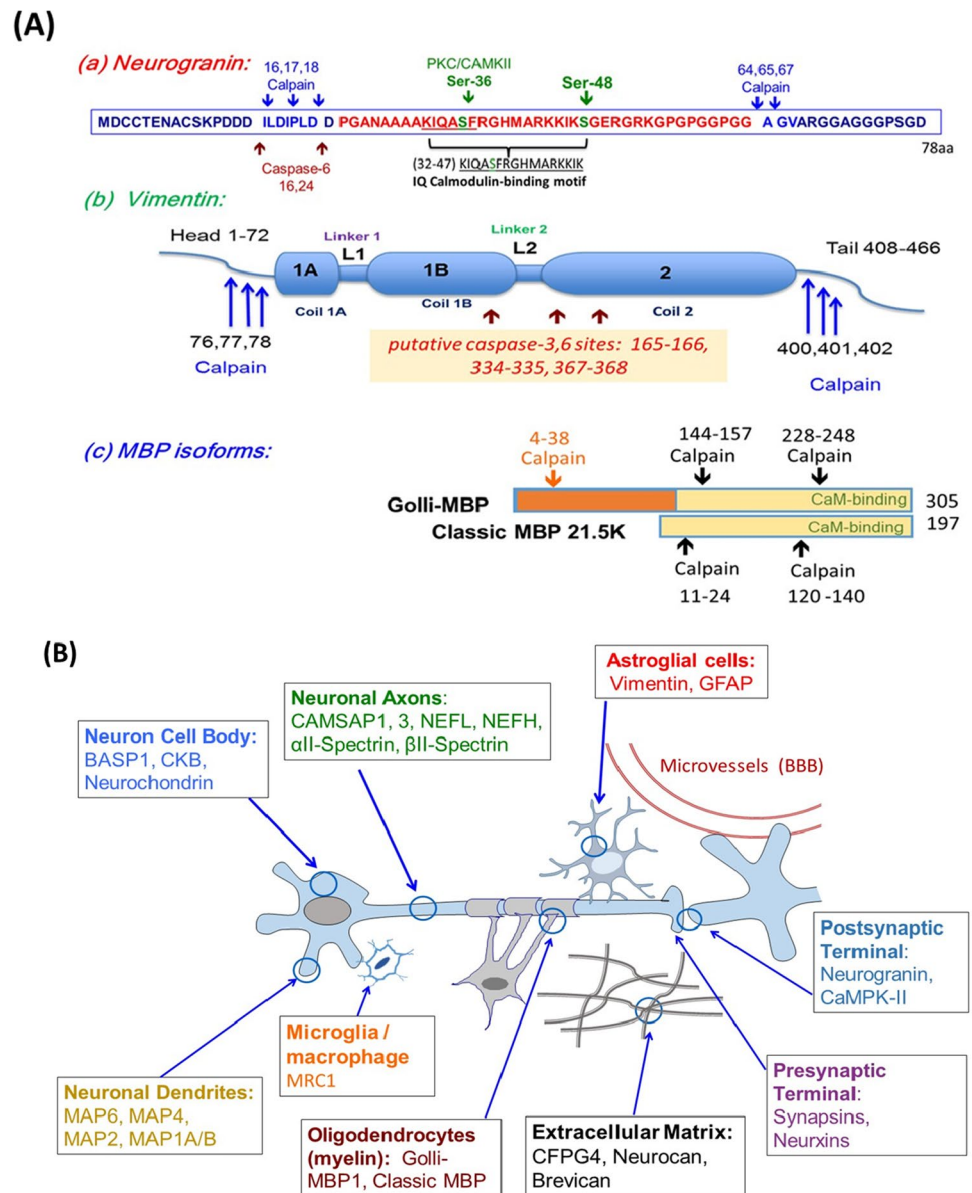 (A)
(a) Neurogranin:
16,17,18
Calpain
PKC/CAMKII
Ser-36
Ser-48
64,65,67
Calpain
MDCCTENACSKPDDD ILDIPLD D IPGANAAAAKIQASFFRGHMARKKIKSGERGRKGPGPGGPGG A GVARGGAGGGPSGD
78aa
Caspase-6
16,24
(32-47) KIQASFRGHMARKKIK
IQ Calmodulin-binding motif
(b) Vimentin:
Head 1-72
Linker 1
L1
Linker 2
L2
Tail 408-466
1A
1B
2
Coil 1A
Coil 1B
Coil 2
76,77,78
Calpain
putative caspase-3,6 sites: 165-166,
334-335, 367-368
400,401,402
Calpain
(c) MBP isoforms:
4-38
Calpain
144-157
Calpain
228-248
Calpain
Golli-MBP
CaM-binding
305
Classic MBP 21.5K
CaM-binding
197
Calpain
11-24
Calpain
120 -140
(B)
Neuron Cell Body:
BASP1, CKB,
Neurochondrin
Neuronal Axons:
CAMSAP1, 3, NEFL, NEFH,
αII-Spectrin, βII-Spectrin
Astroglial cells:
Vimentin, GFAP
Microvessels (BBB)
Postsynaptic
Terminal:
Neurogranin,
CaMPK-II
Microglia /
macrophage
MRC1
Neuronal Dendrites:
MAP6, MAP4,
MAP2, MAP1A/B
Oligodendrocytes
(myelin): Golli-
MBP1, Classic MBP
Extracellular Matrix:
CFPG4, Neurocan,
Brevican
Presynaptic
Terminal:
Synapsins,
Neurxins